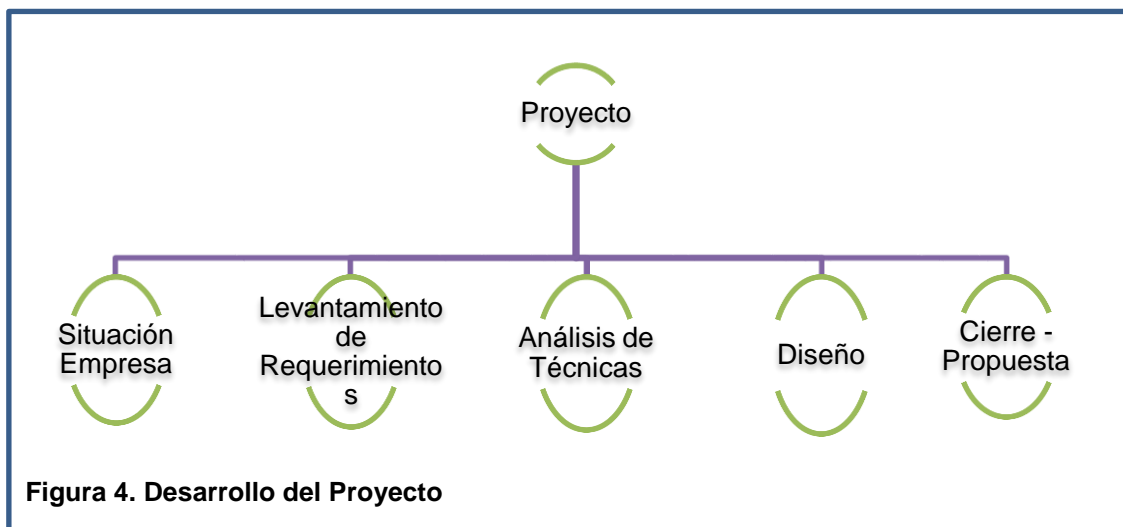 Proyecto
Situación
Empresa
Levantamiento
de
Requerimiento
s
Análisis de
Técnicas
Diseño
Cierre -
Propuesta
Figura 4. Desarrollo del Proyecto